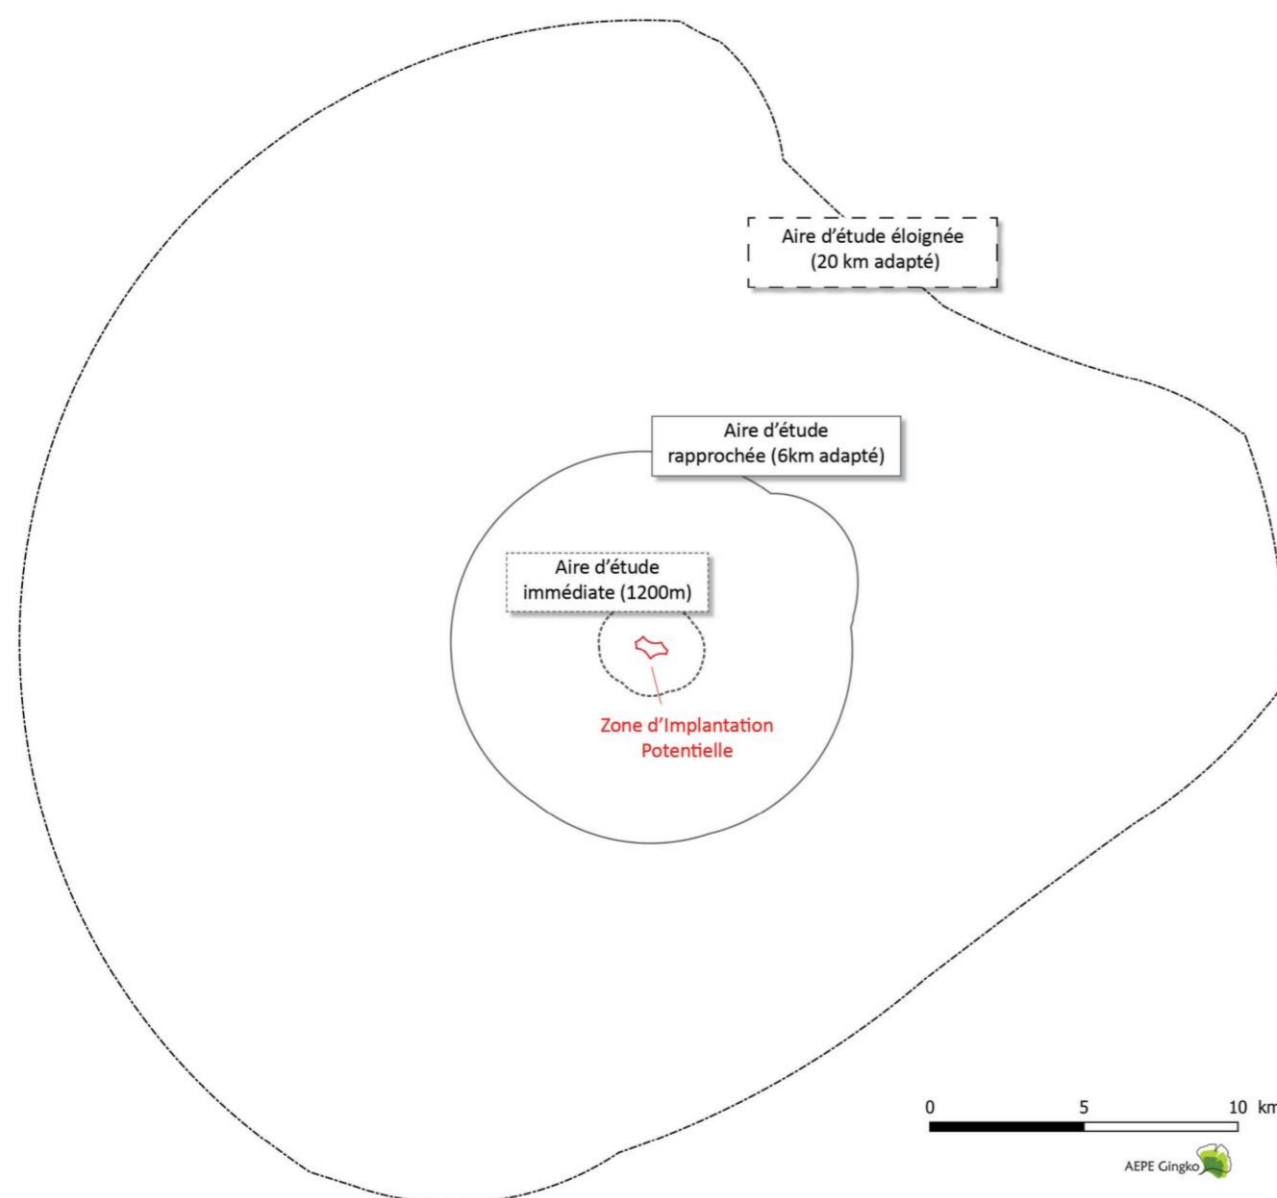 Aire d’étude éloignée
(20 km adapté)
Aire d’étude
rapprochée (6km adapté)
Aire d’étude
immédiate (1200m)
Zone d’Implantation
Potentielle
0 5 10 km
AEPE Gingko